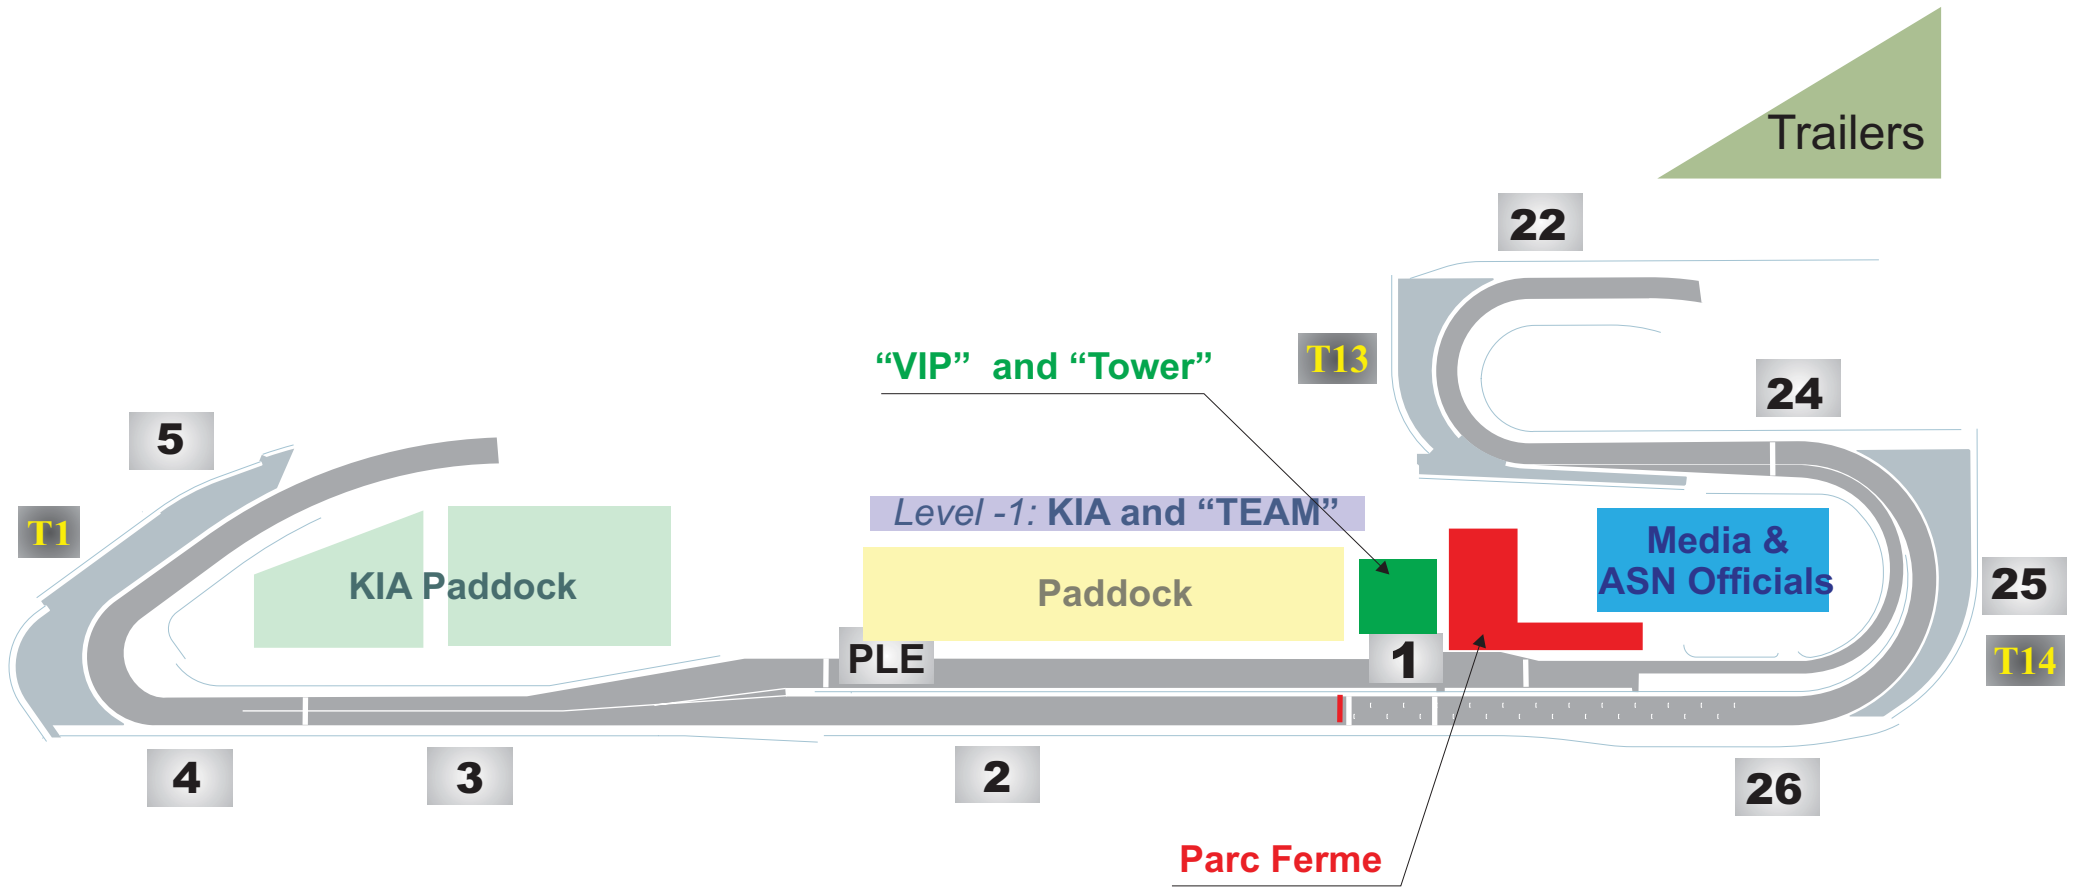 Trailers
22
T13
“VIP” and “Tower”
24
5
Level -1: KIA and “TEAM”
T1
Media &
ASN Officials
KIA Paddock
Paddock
25
PLE
1
T14
4
3
2
26
Parc Ferme